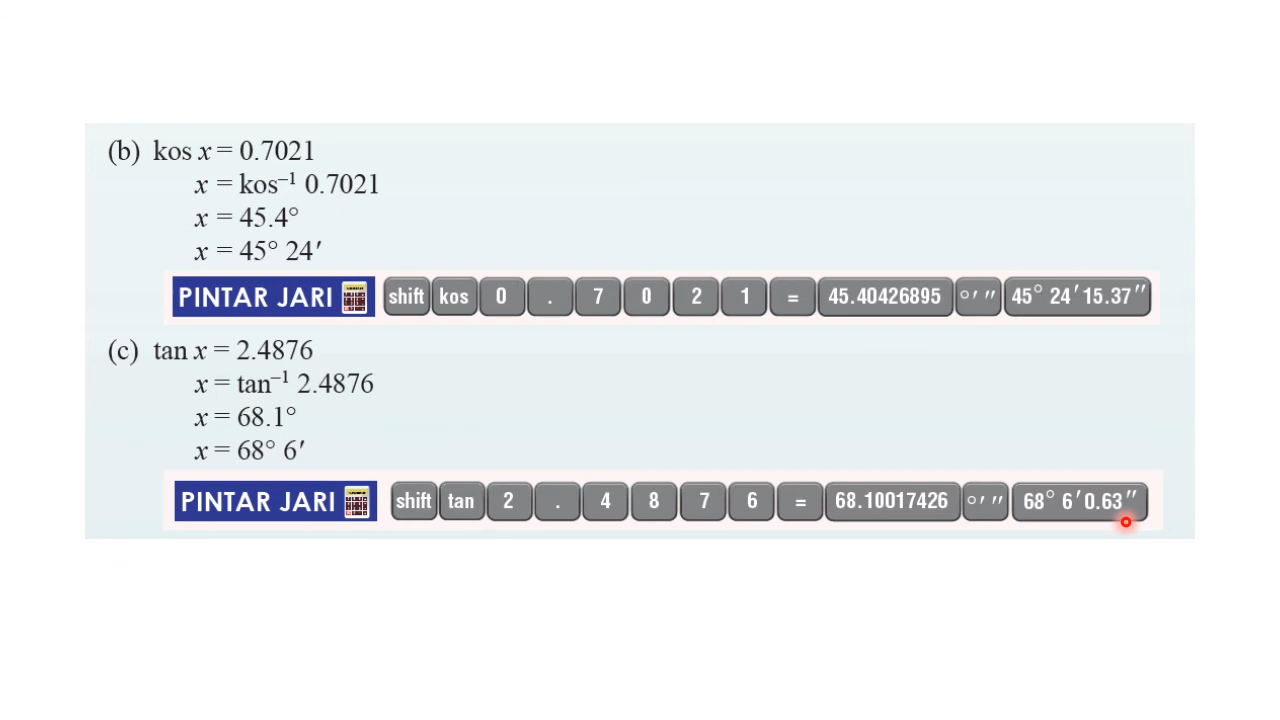 (b) kos x = 0.7021
x = kos⁻¹ 0.7021
x = 45.4°
x = 45° 24′
PINTAR JARI shift kos 0 . 7 0 2 1 = 45.40426895 ° ′ ″ 45° 24′ 15.37″
(c) tan x = 2.4876
x = tan⁻¹ 2.4876
x = 68.1°
x = 68° 6′
PINTAR JARI shift tan 2 . 4 8 7 6 = 68.10017426 ° ′ ″ 68° 6′ 0.63″